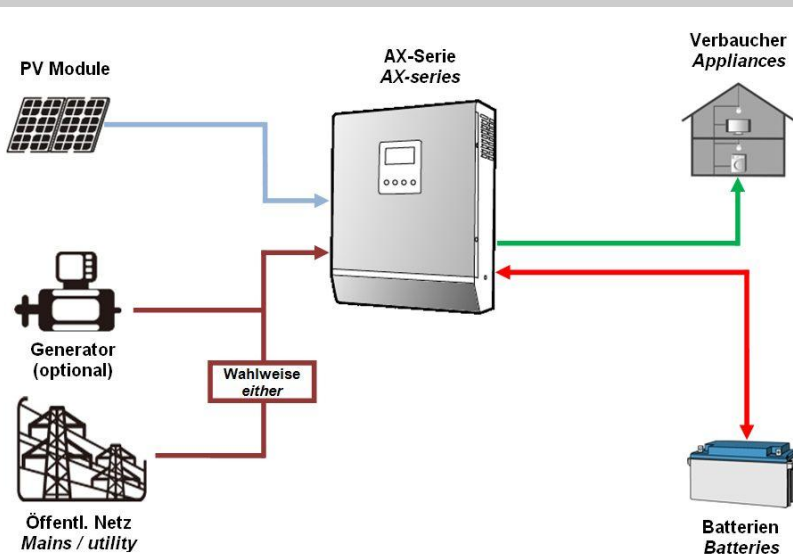 PV Module
AX-Serie
AX-series
Verbaucher
Appliances
Generator
(optional)
Wahlweise
either
Öffentl. Netz
Mains / utility
Batterien
Batteries